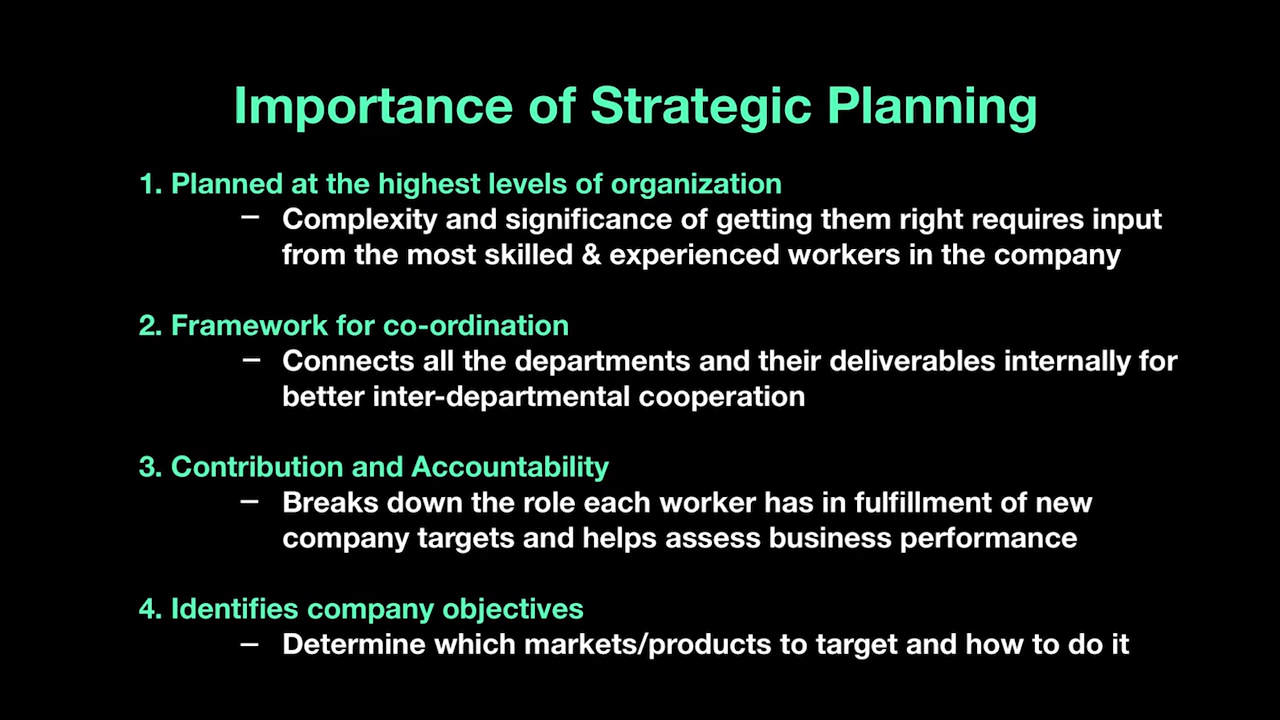 Importance of Strategic Planning
1. Planned at the highest levels of organization
– Complexity and significance of getting them right requires input
from the most skilled & experienced workers in the company
2. Framework for co-ordination
– Connects all the departments and their deliverables internally for
better inter-departmental cooperation
3. Contribution and Accountability
– Breaks down the role each worker has in fulfillment of new
company targets and helps assess business performance
4. Identifies company objectives
– Determine which markets/products to target and how to do it